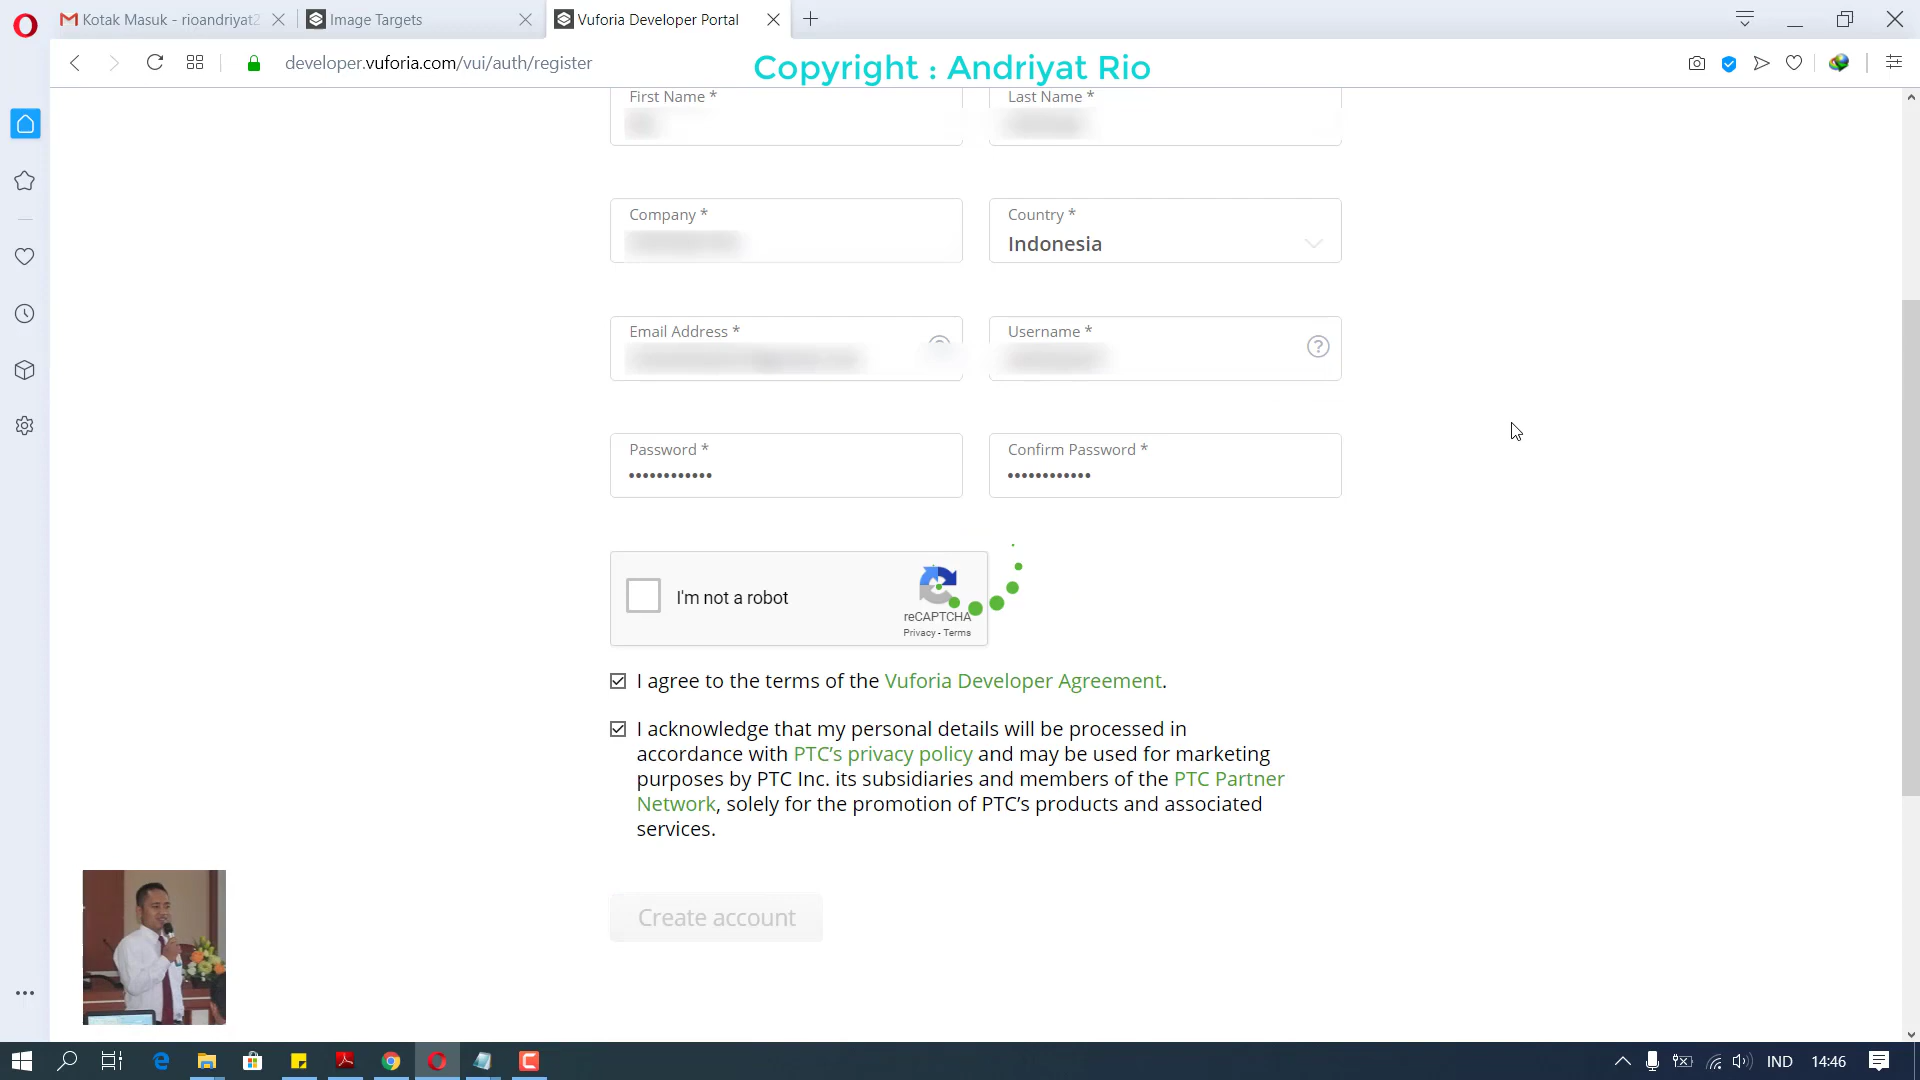 Kotak Masuk - rioandriyat2
Image Targets
Vuforia Developer Portal
developer.vuforia.com/vui/auth/register
Copyright : Andriyat Rio
First Name *
Last Name *
Company *
Country *
Indonesia
Email Address *
Username *
Password *
••••••••••••
Confirm Password *
••••••••••••
I'm not a robot
reCAPTCHA
Privacy - Terms
I agree to the terms of the Vuforia Developer Agreement.
I acknowledge that my personal details will be processed in
accordance with PTC’s privacy policy and may be used for marketing
purposes by PTC Inc. its subsidiaries and members of the PTC Partner
Network, solely for the promotion of PTC’s products and associated
services.
Create account
IND
14:46